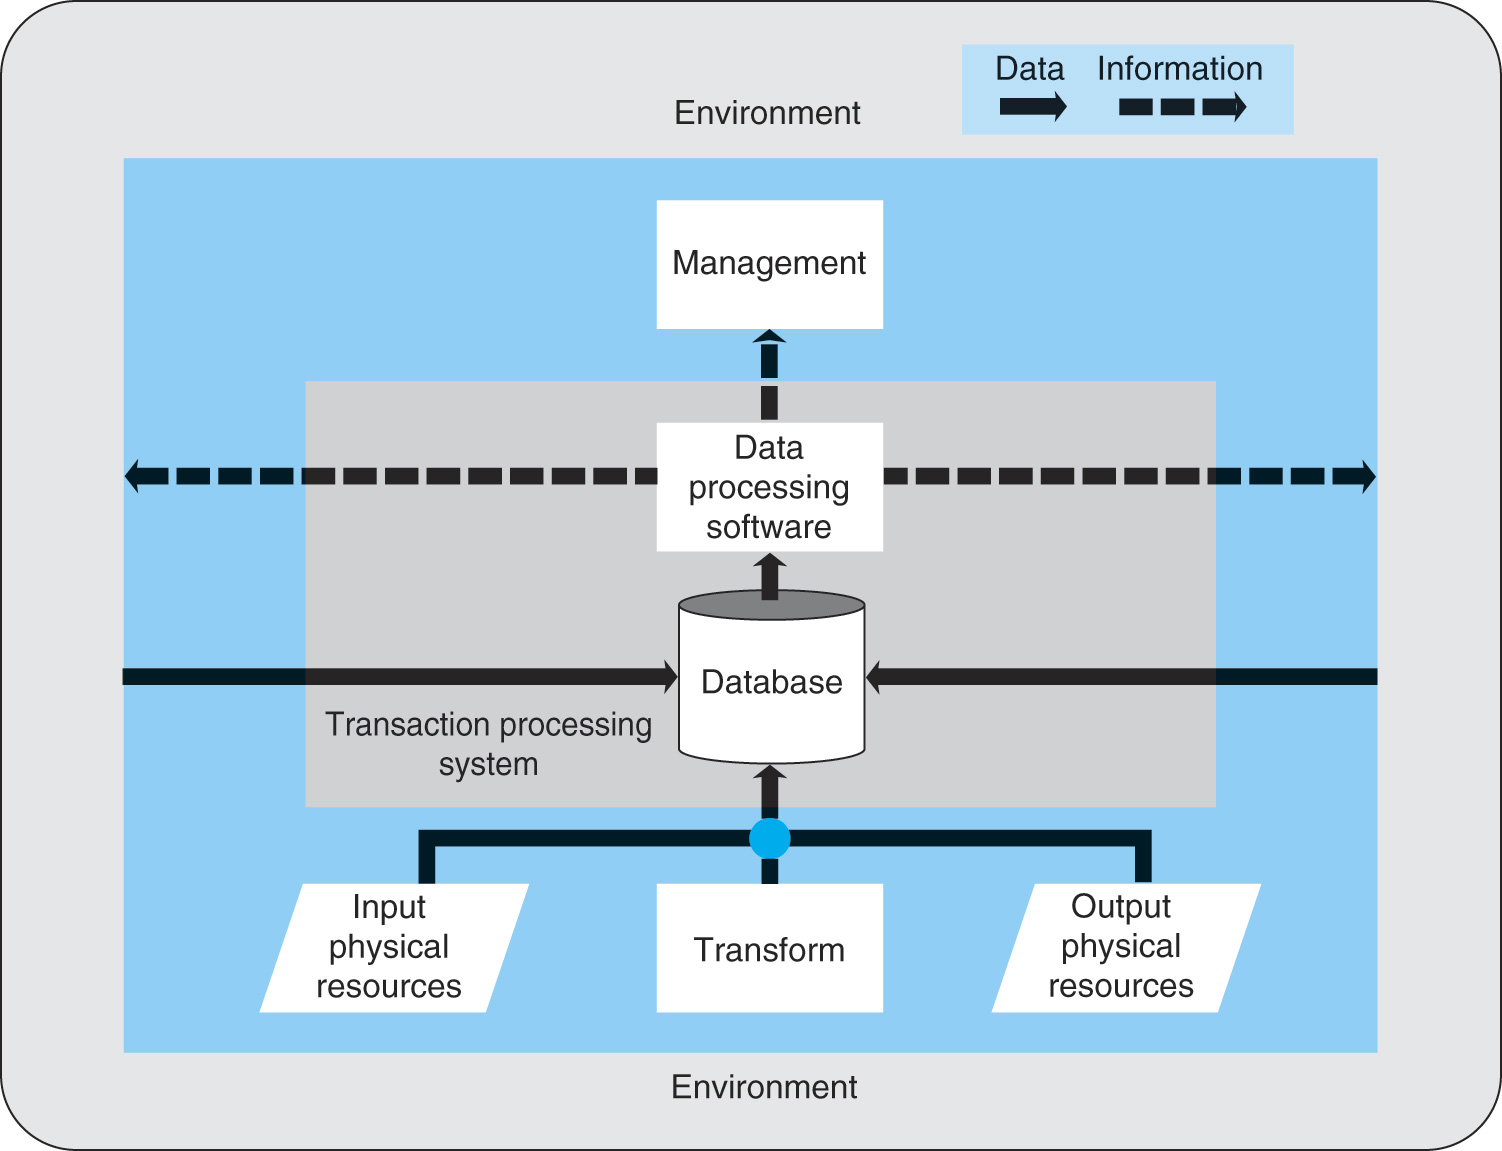 Data
Information
Environment
Management
Data
processing
software
Database
Transaction processing
system
Input
physical
resources
Transform
Output
physical
resources
Environment